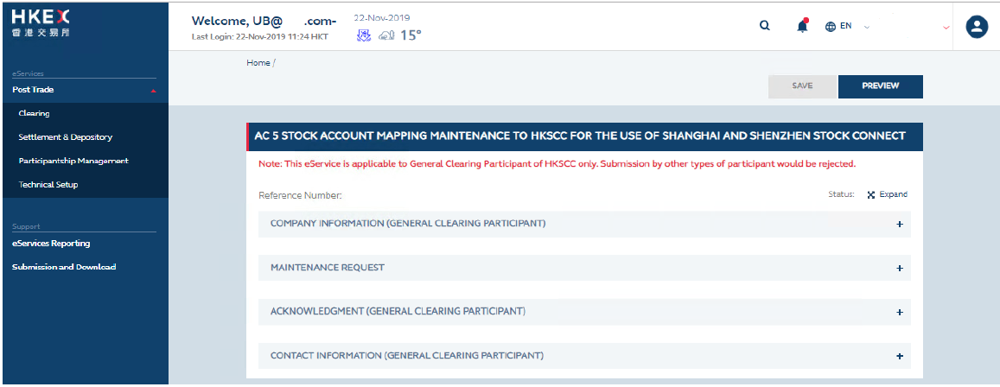 HKEX
香港交易所
eServices
Post Trade
Clearing
Settlement & Depository
Participantship Management
Technical Setup
Support
eServices Reporting
Submission and Download
Welcome, UB@ .com-
Last Login: 22-Nov-2019 11:24 HKT
22-Nov-2019
15°
EN
Home /
SAVE
PREVIEW
AC 5 STOCK ACCOUNT MAPPING MAINTENANCE TO HKSCC FOR THE USE OF SHANGHAI AND SHENZHEN STOCK CONNECT
Note: This eService is applicable to General Clearing Participant of HKSCC only. Submission by other types of participant would be rejected.
Reference Number:
Status: Expand
COMPANY INFORMATION (GENERAL CLEARING PARTICIPANT) +
MAINTENANCE REQUEST +
ACKNOWLEDGMENT (GENERAL CLEARING PARTICIPANT) +
CONTACT INFORMATION (GENERAL CLEARING PARTICIPANT) +